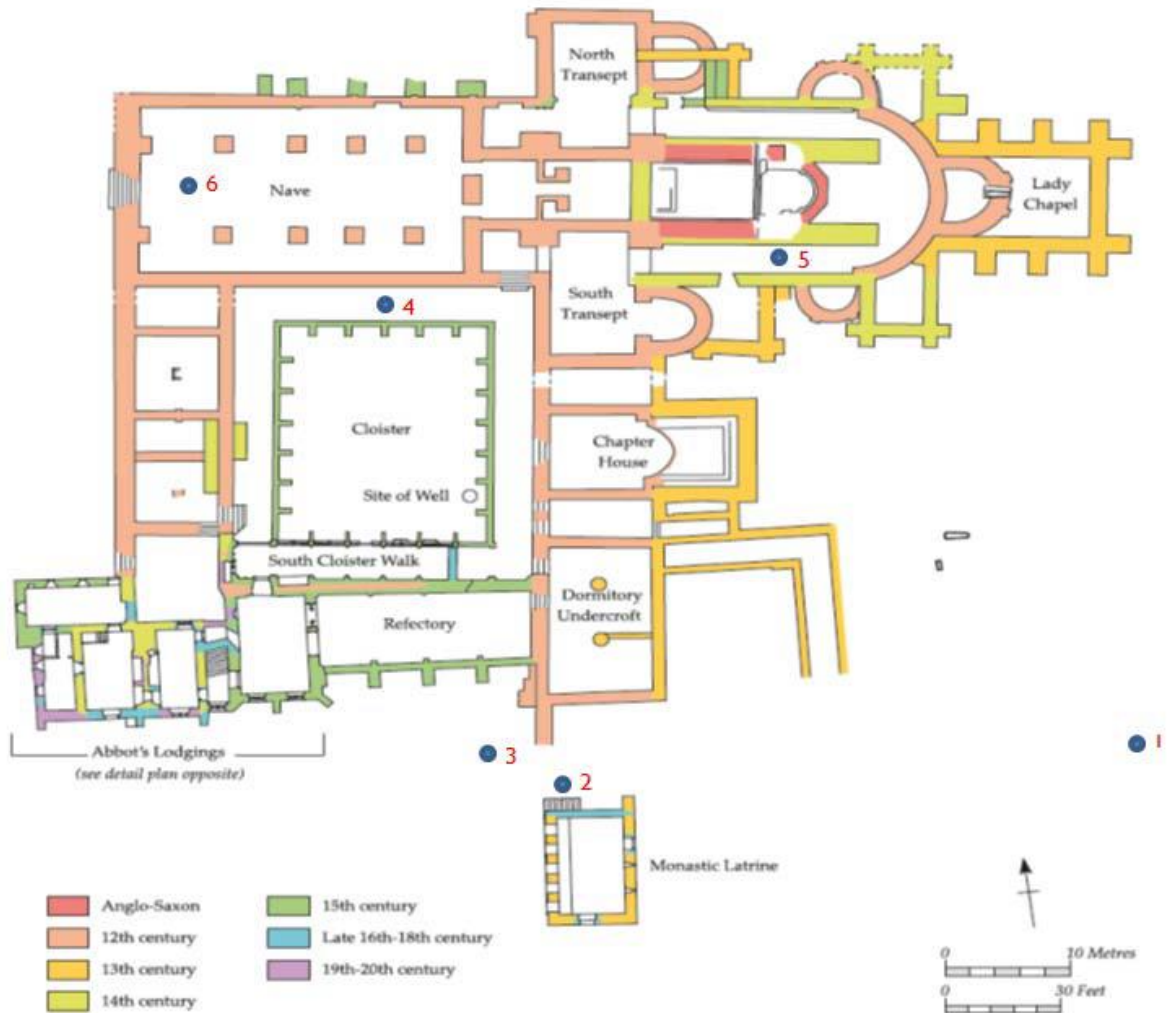 North
Transept
6
Nave
Lady
Chapel
5
4
South
Transept
Cloister
Chapter
House
Site of Well
South Cloister Walk
Dormitory
Undercroft
Refectory
Abbot's Lodgings
(see detail plan opposite)
3
1
2
Monastic Latrine
Anglo-Saxon
12th century
13th century
14th century
15th century
Late 16th-18th century
19th-20th century
0 10 Metres
0 30 Feet